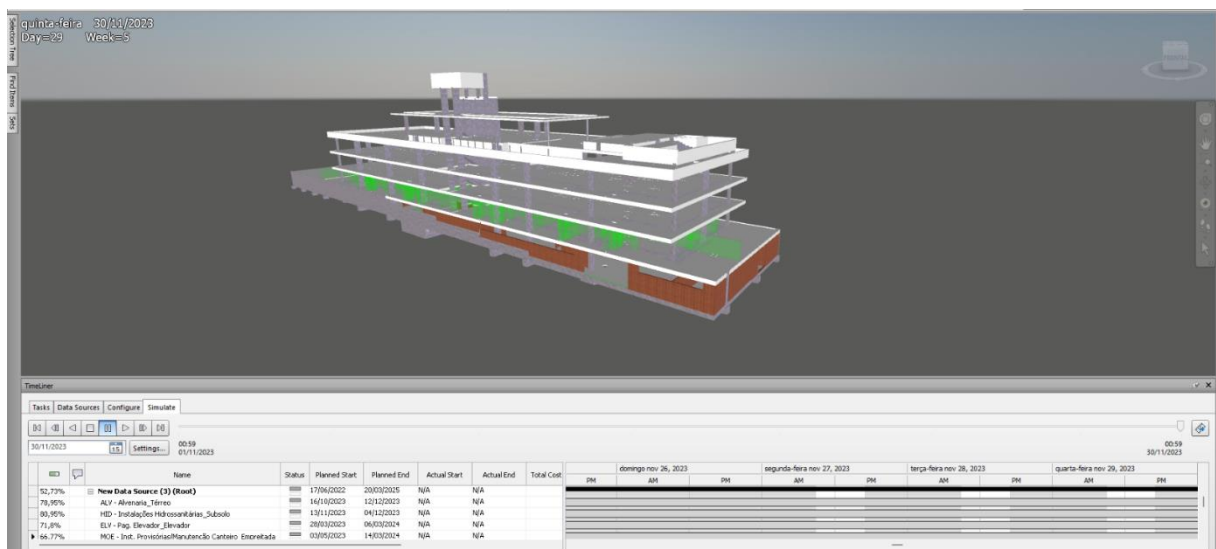 quinta-feira 30/11/2023
Day=29 Week=5
Selection Tree
Find Items
Sets
TimeLiner
Tasks Data Sources Configure Simulate
30/11/2023 15 Settings... 00:59
01/11/2023
00:59
30/11/2023
Name Status Planned Start Planned End Actual Start Actual End Total Cost
domingo nov 26, 2023 segunda-feira nov 27, 2023 terça-feira nov 28, 2023 quarta-feira nov 29, 2023
PM AM PM AM PM AM PM AM PM
52,73% New Data Source (3) (Root) 17/06/2022 20/03/2025 N/A N/A
78,95% ALV - Alvenaria_Térreo 16/10/2023 12/12/2023 N/A N/A
80,95% HID - Instalações Hidrossanitárias_Subsolo 13/11/2023 04/12/2023 N/A N/A
71,8% ELV - Pag. Elevador_Elevador 28/03/2023 06/03/2024 N/A N/A
66.77% MOE - Inst. Provisórias/Manutenção Canteiro Empreitada 03/05/2023 14/03/2024 N/A N/A